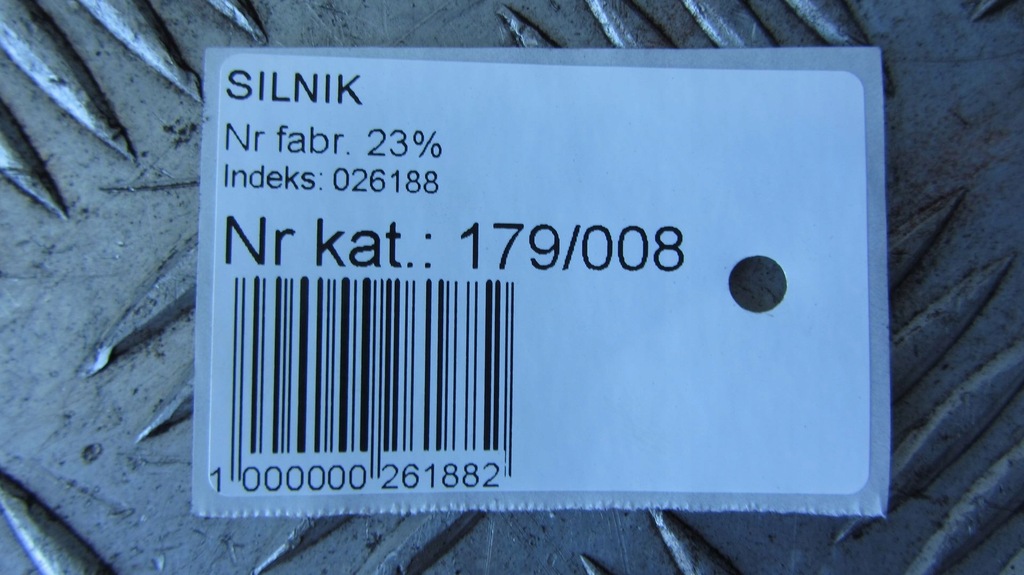 SILNIK
Nr fabr. 23%
Indeks: 026188
Nr kat.: 179/008
1 000000 261882